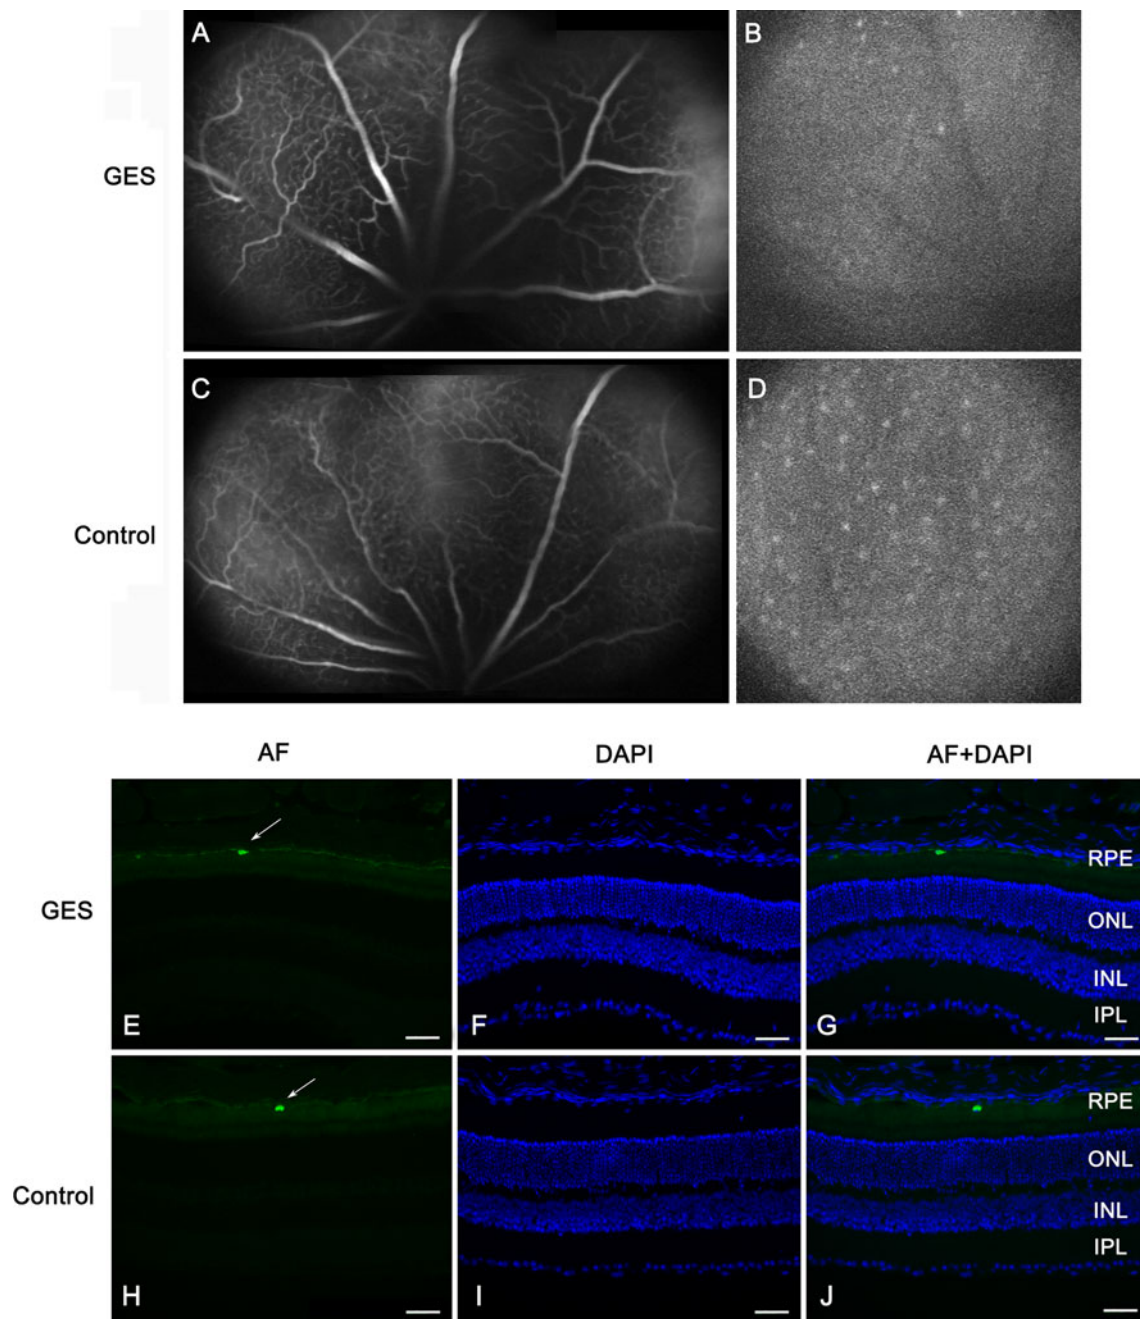 A
B
GES
C
D
Control
AF
DAPI
AF+DAPI
RPE
ONL
INL
IPL
GES
E
F
G
RPE
ONL
INL
IPL
Control
H
I
J